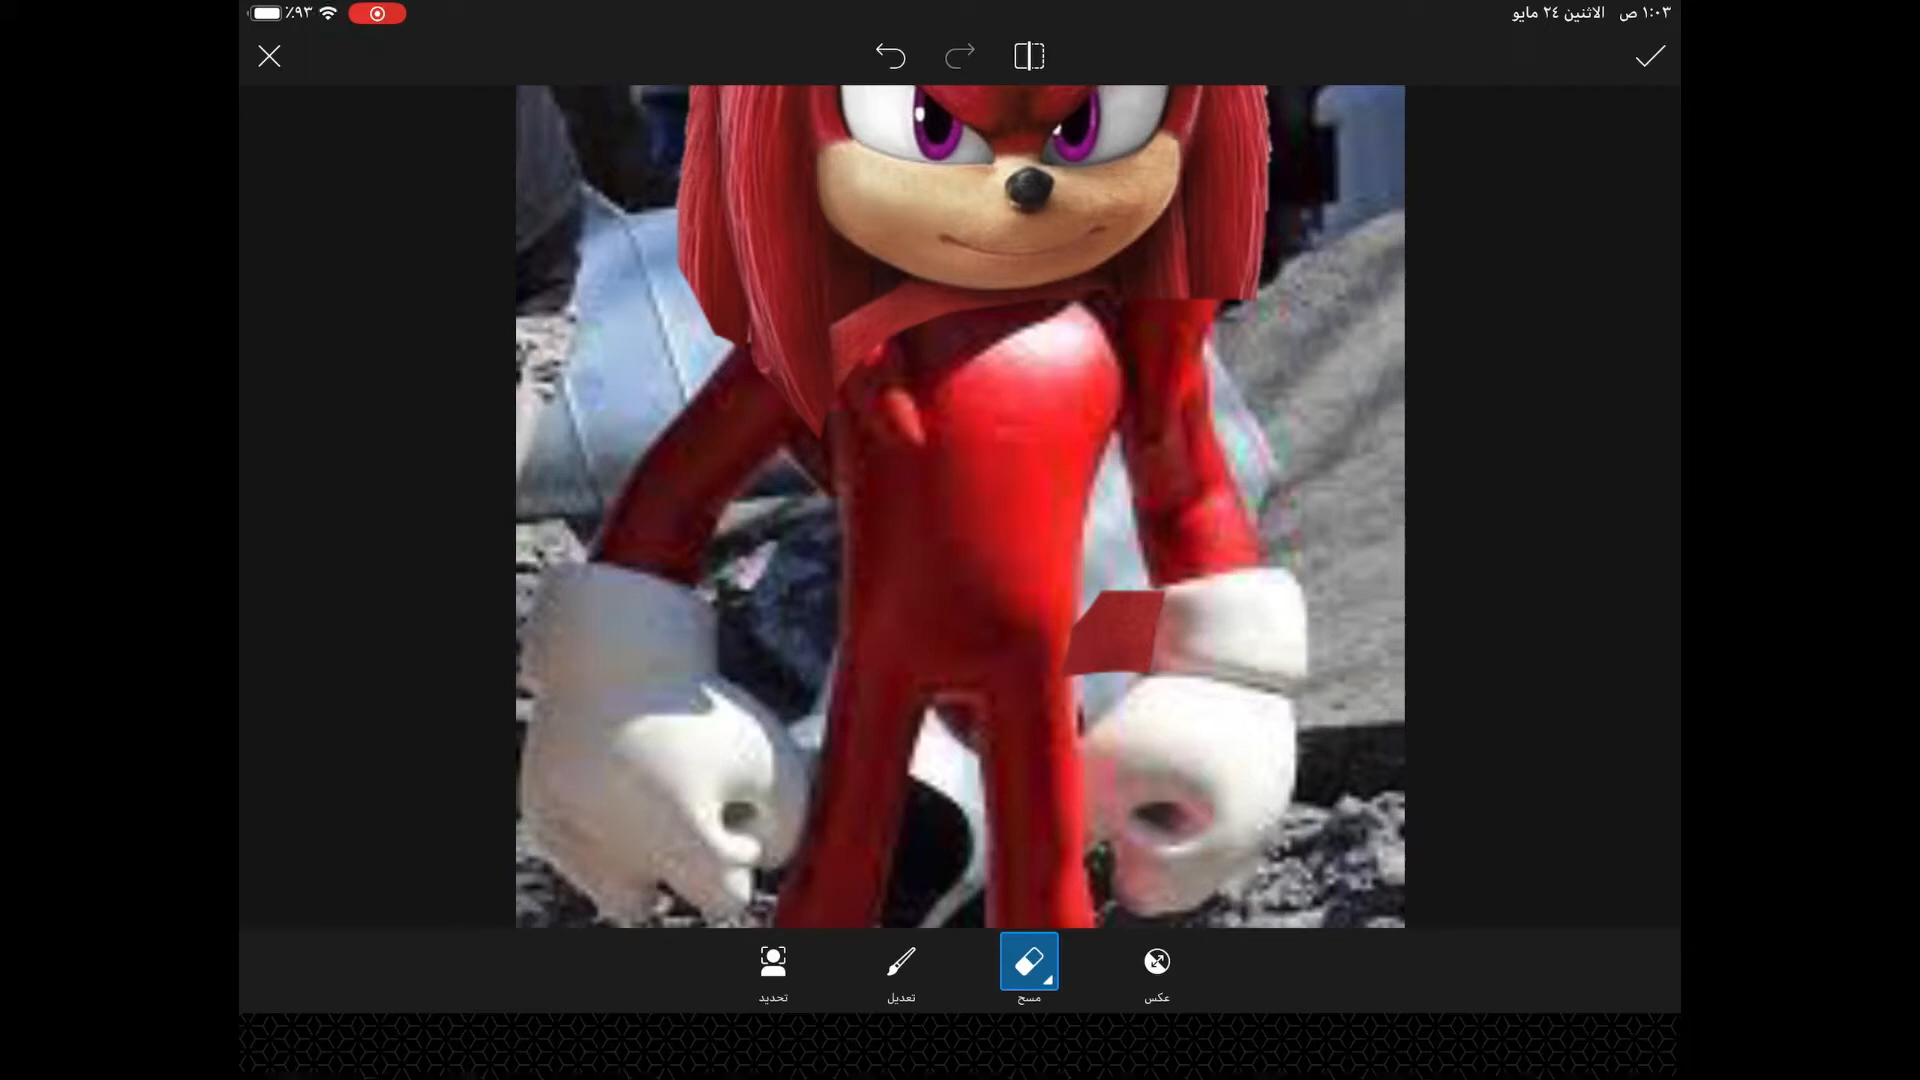 ١:٠٣ ص الاثنين ٢٤ مايو
٪٩٣
تحديد
تعديل
مسح
عكس